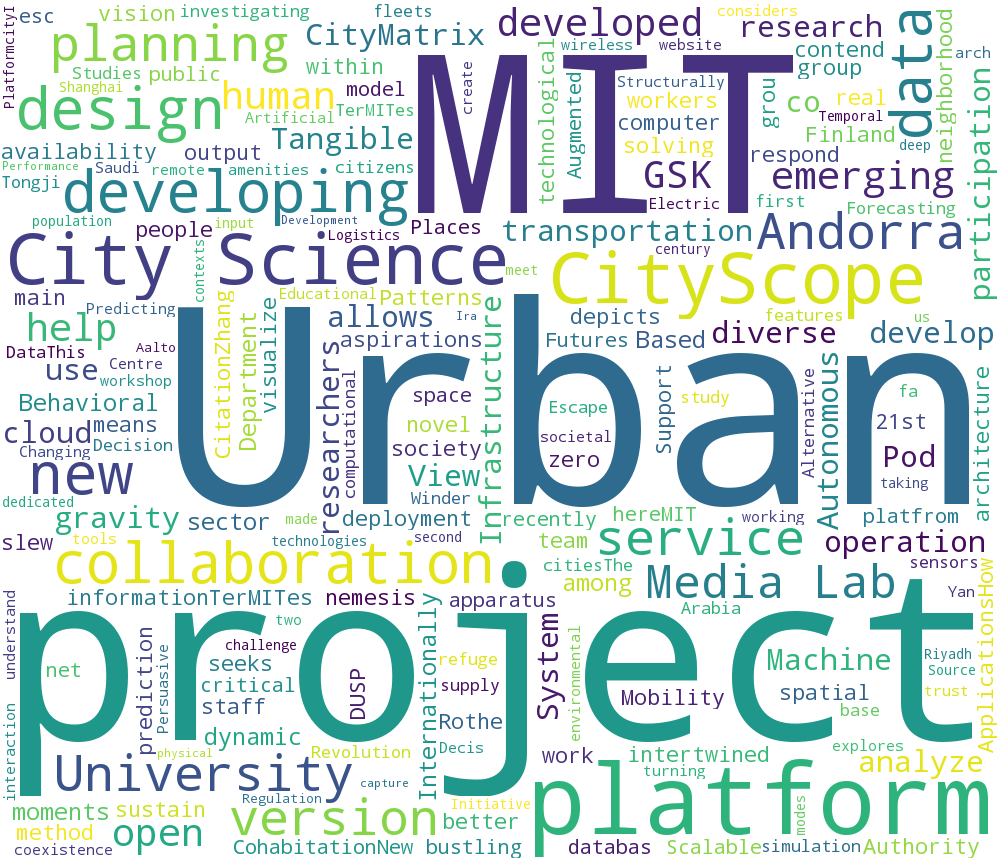 PlatformcityI
esc
vision
investigating
fleets
CityMatrix
developed
research
planning
wireless
website
contend
data
arch
Studies
public
within
technological
create
MIT
Structurally
group
neighborhood
Shanghai
design
human
model
Augmented
workers
grou
co
real
Artificial
TerMITes
computer
Temporal
solving
Finland
deep
availability
output
Tangible
respond
Performance
Saudi
remote
amenities
citizens
GSK
emerging
Tongji
developing
Electric
first
Forecasting
participation
population
people
input
Development
Logistics
Places
transportation
Andorra
century
City Science
contexts
meet
CityScope
main
Predicting
Educational
Patterns
features
us
help
allows
Ira
depicts
diverse
develop
DataThis
Aalto
CitationZhang
Department
visualize
aspirations
Infrastructure
Futures
Based
use
Centre
workshop
Urban
researchers
computational
space
Escape
Support
study
Alternative
Autonomous
fa
architecture
Behavioral
means
novel
societal
21st
cloud
Decision
society
zero
Pod
Changing
new
View
Winder
taking
dedicated
gravity
sector
made
deployment
recently
hereMIT
working
platfrom
slew
tools
technologies
second
team
service
operation
collaboration
citiesThe
among
Media Lab
sensors
understand
informationTerMITes
nemesis
apparatus
Arabia
Yan
ApplicationsHow
two
project
challenge
Internationally
refuge
System
environmental
Machine
Riyadh
Source
net
prediction
Persuasive
seeks
critical
DUSP
supply
Mobility
spatial
trust
staff
Rothe
base
interaction
dynamic
Revolution
Decis
work
intertwined
explores
physical
University
capture
turning
analyze
moments
sustain
Regulation
version
Initiative
platform
modes
method
open
better
coexistence
CohabitationNew
bustling
databas
Scalable
simulation
Authority